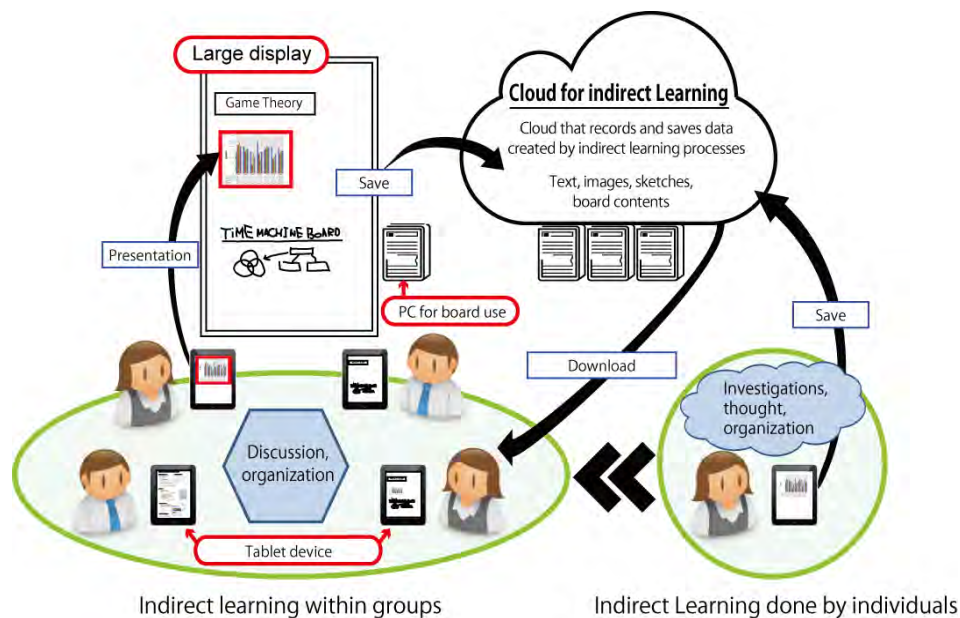 Large display
Game Theory
TiME MACHiNE BOARD
Presentation
Save
Cloud for indirect Learning
Cloud that records and saves data
created by indirect learning processes
Text, images, sketches,
board contents
PC for board use
Download
Save
Investigations,
thought,
organization
Discussion,
organization
Tablet device
Indirect learning within groups
Indirect Learning done by individuals